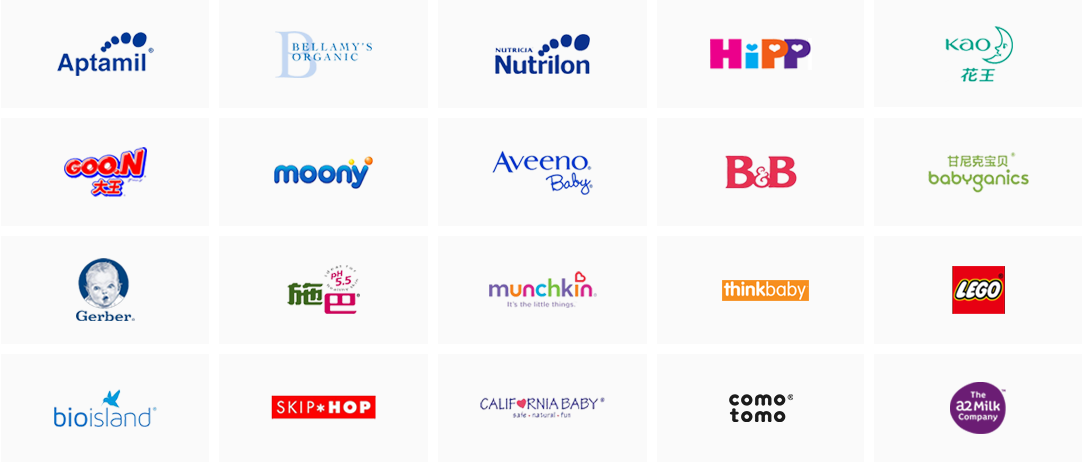 Aptamil®
BELLAMY'S
ORGANIC
NUTRICIA
Nutrilon
HiPP
Kao
花王
GOO.N
大王
moony
Aveeno®
Baby®
B&B
甘尼克宝贝®
babyganics
Gerber®
pH
5.5
施巴®
munchkin®
It's the little things.
thinkbaby
LEGO®
bioisland®
SKIP*HOP
CALIFORNIA BABY®
safe • natural • fun
como®
tomo
The
a2 Milk™
Company